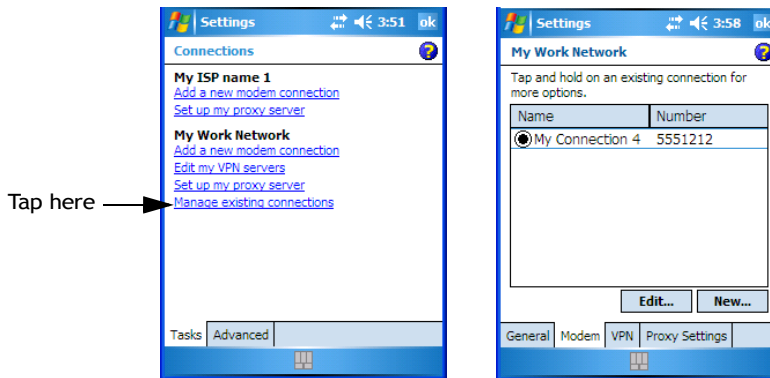 Settings 3:51 ok
Connections
My ISP name 1
Add a new modem connection
Set up my proxy server
My Work Network
Add a new modem connection
Edit my VPN servers
Set up my proxy server
Tap here
Manage existing connections
Tasks Advanced
Settings 3:58 ok
My Work Network
Tap and hold on an existing connection for
more options.
Name Number
My Connection 4 5551212
Edit... New...
General Modem VPN Proxy Settings